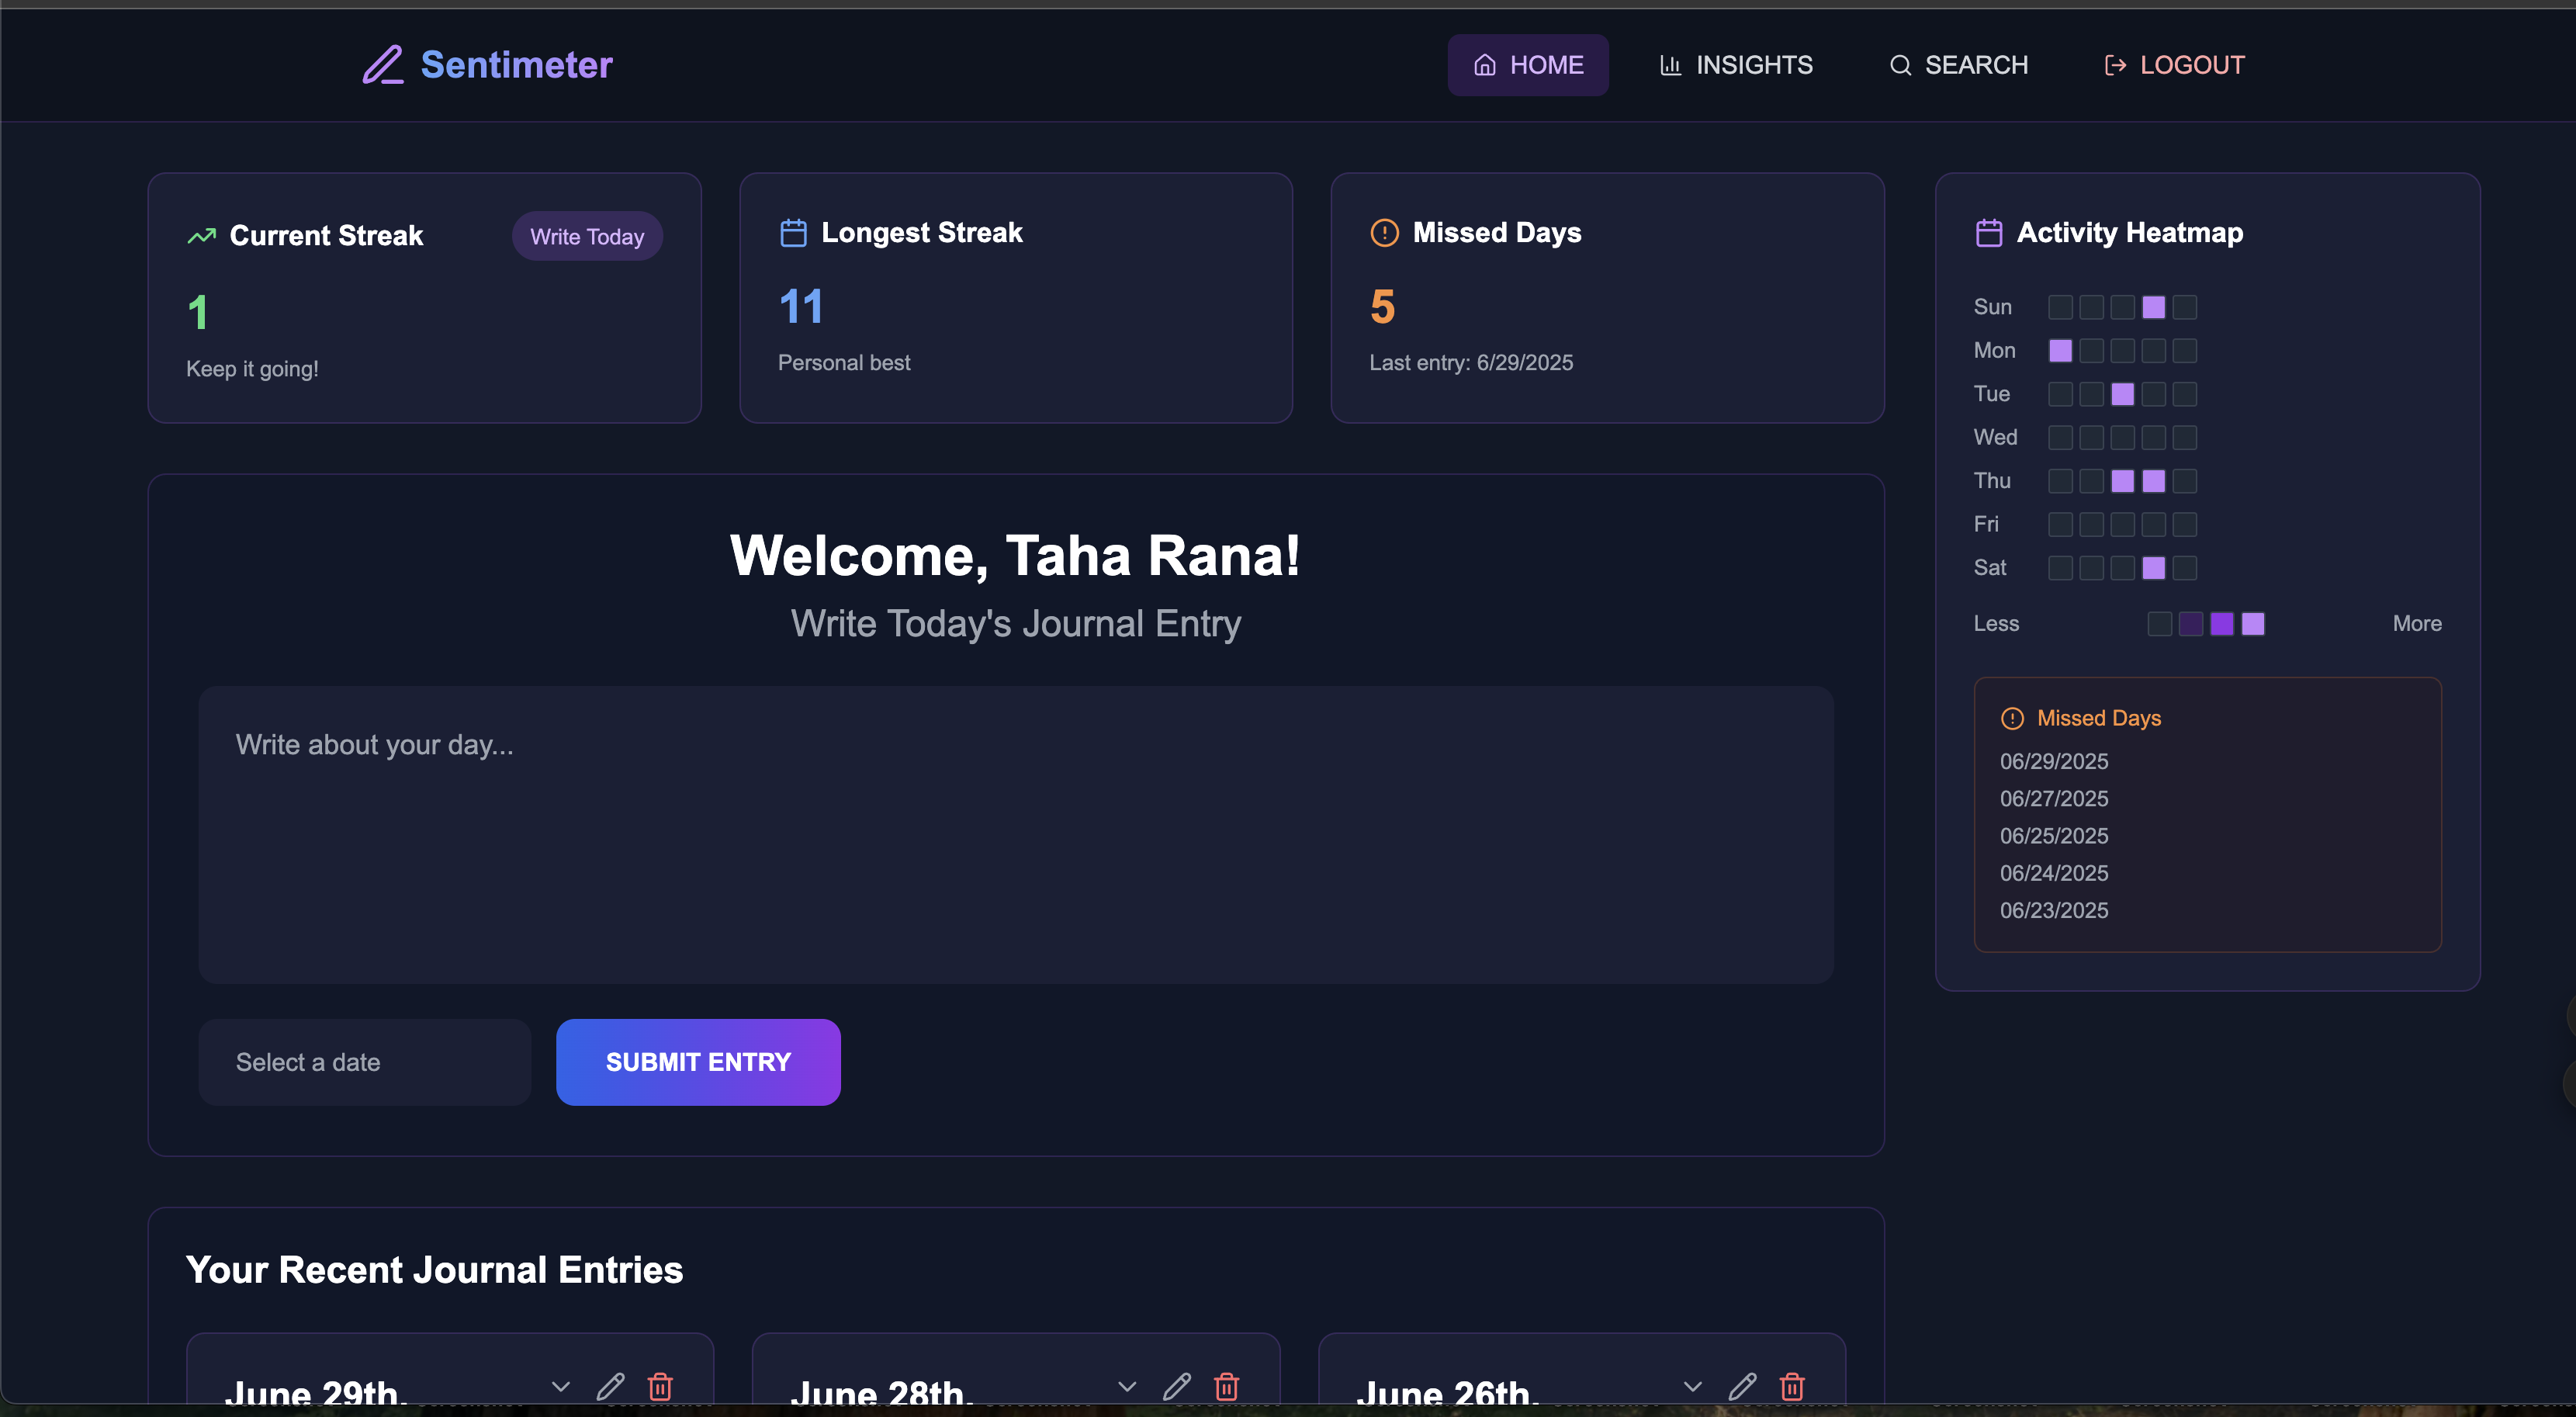 Sentimeter
HOME
INSIGHTS
SEARCH
LOGOUT
Current Streak
Write Today
1
Keep it going!
Longest Streak
11
Personal best
Missed Days
5
Last entry: 6/29/2025
Welcome, Taha Rana!
Write Today's Journal Entry
Write about your day...
Select a date
SUBMIT ENTRY
Your Recent Journal Entries
June 29th,
June 28th,
June 26th,
Activity Heatmap
Sun
Mon
Tue
Wed
Thu
Fri
Sat
Less
More
Missed Days
06/29/2025
06/27/2025
06/25/2025
06/24/2025
06/23/2025